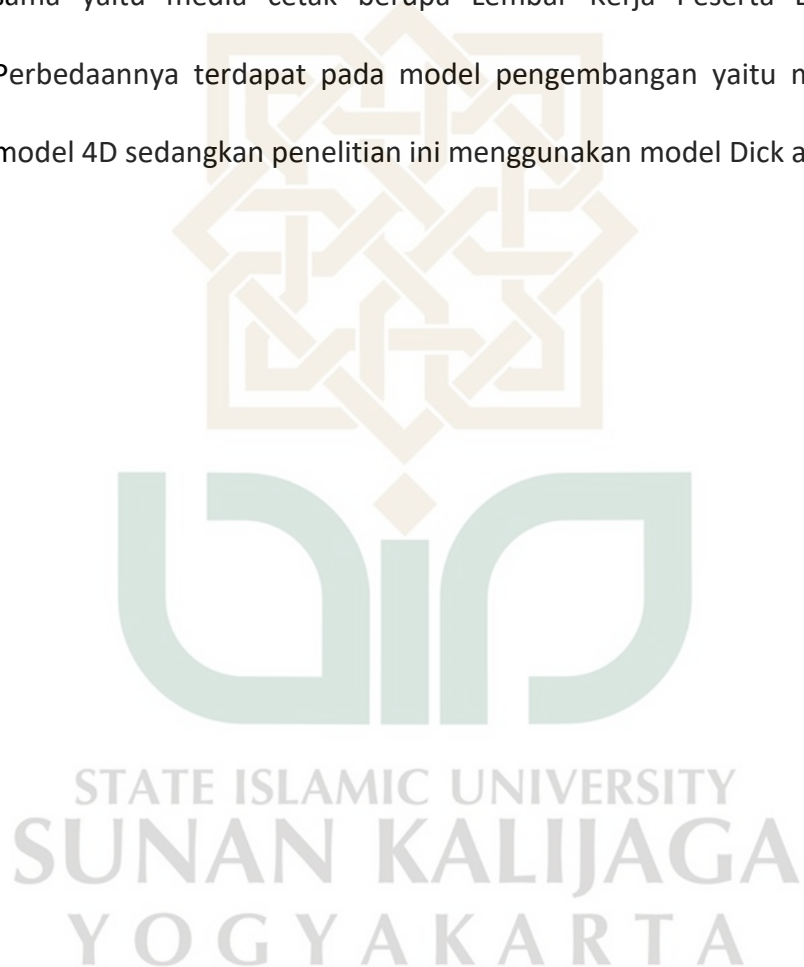 sama yaitu media cetak berupa Lembar Kerja Peserta
Perbedaannya terdapat pada model pengembangan yaitu
model 4D sedangkan penelitian ini menggunakan model Dick
STATE ISLAMIC UNIVERSITY
SUNAN KALIJAGA
YOGYAKARTA